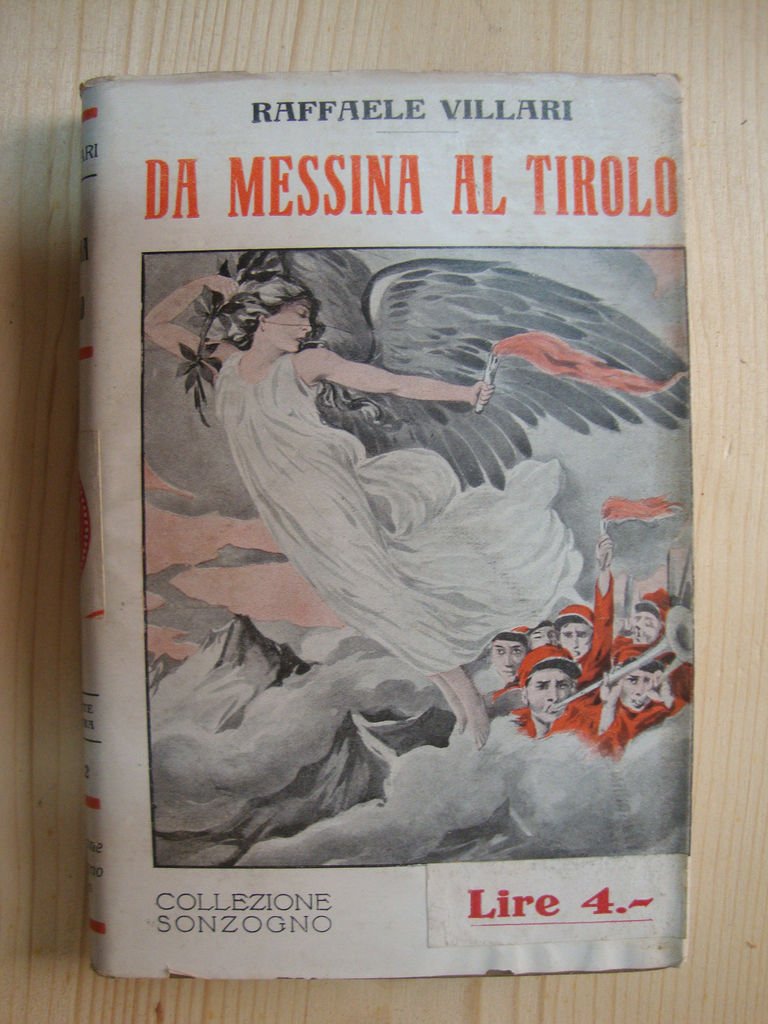 RAFFAELE VILLARI
DA MESSINA AL TIROLO
COLLEZIONE
SONZOGNO
Lire 4.-